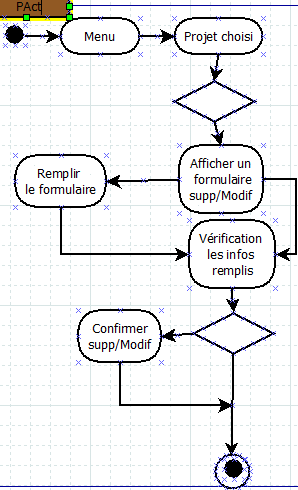 PAct
Menu
Projet choisi
Afficher un
formulaire
supp/Modif
Remplir
le formulaire
Vérification
les infos
remplis
Confirmer
supp/Modif